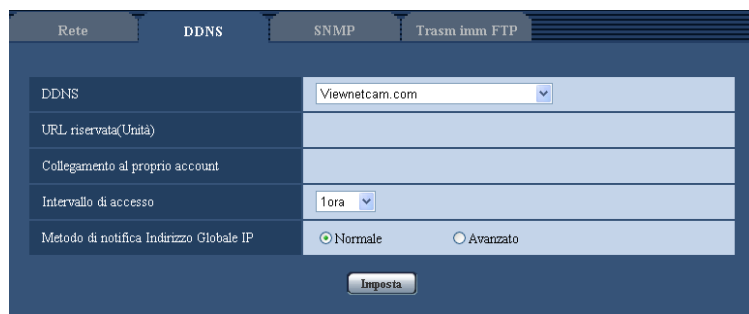 Rete DDNS SNMP Trasm imm FTP
DDNS Viewnetcam.com
URL riservata(Unità)
Collegamento al proprio account
Intervallo di accesso 1ora
Metodo di notifica Indirizzo Globale IP Normale Avanzato
Imposta